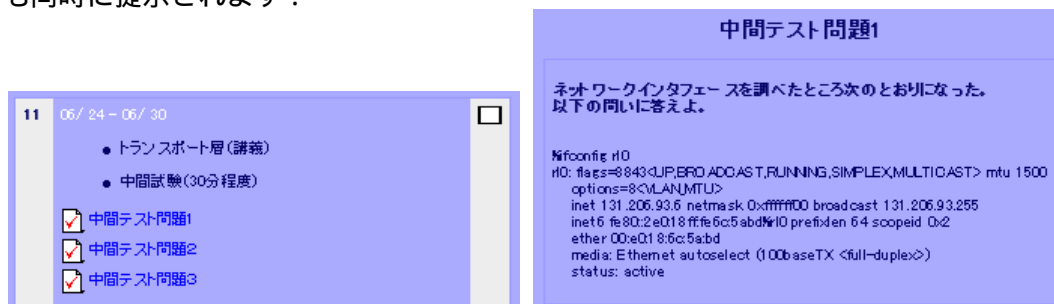 も同時に提示されます．
11 06/24 - 06/30
トランスポート層(講義)
中間試験(30分程度)
中間テスト問題1
中間テスト問題2
中間テスト問題3
中間テスト問題1
ネットワークインタフェースを調べたところ次のとおりになった。
以下の問いに答えよ。
%ifconfig rl0
rl0: flags=8843<UP,BROADCAST,RUNNING,SIMPLEX,MULTICAST> mtu 1500
options=8<VLAN_MTU>
inet 131.206.93.6 netmask 0xffffff00 broadcast 131.206.93.255
inet6 fe80::2e0:18ff:fe6c:5abd%rl0 prefixlen 64 scopeid 0x2
ether 00:e0:18:6c:5a:bd
media: Ethernet autoselect (100baseTX <full-duplex>)
status: active